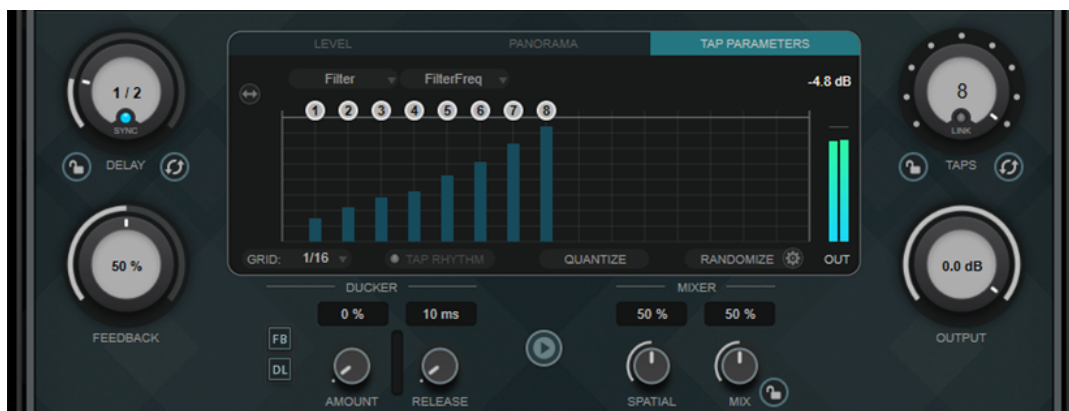 LEVEL PANORAMA TAP PARAMETERS
Filter FilterFreq -4.8 dB
1 2 3 4 5 6 7 8
1 / 2
SYNC
DELAY
8
LINK
TAPS
GRID: 1/16 TAP RHYTHM QUANTIZE RANDOMIZE OUT
50 %
FEEDBACK
DUCKER
0 % 10 ms
FB
DL
AMOUNT RELEASE
MIXER
50 % 50 %
SPATIAL MIX
0.0 dB
OUTPUT